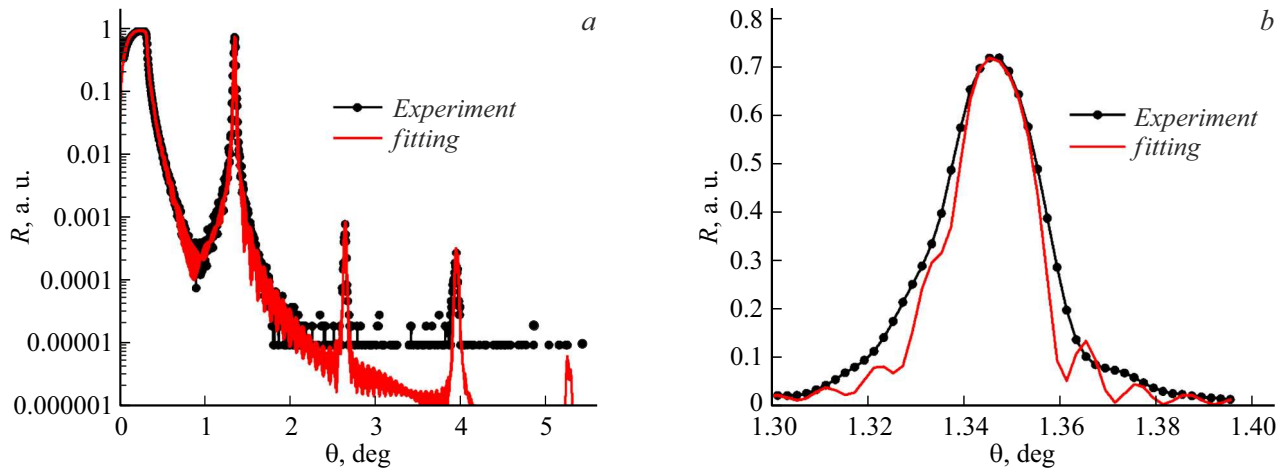 a
1
0.1
0.01
0.001
0.0001
0.00001
0.000001
R, a. u.
Experiment
fitting
0 1 2 3 4 5
θ, deg
b
0.8
0.7
0.6
0.5
0.4
0.3
0.2
0.1
0
R, a. u.
Experiment
fitting
1.30 1.32 1.34 1.36 1.38 1.40
θ, deg